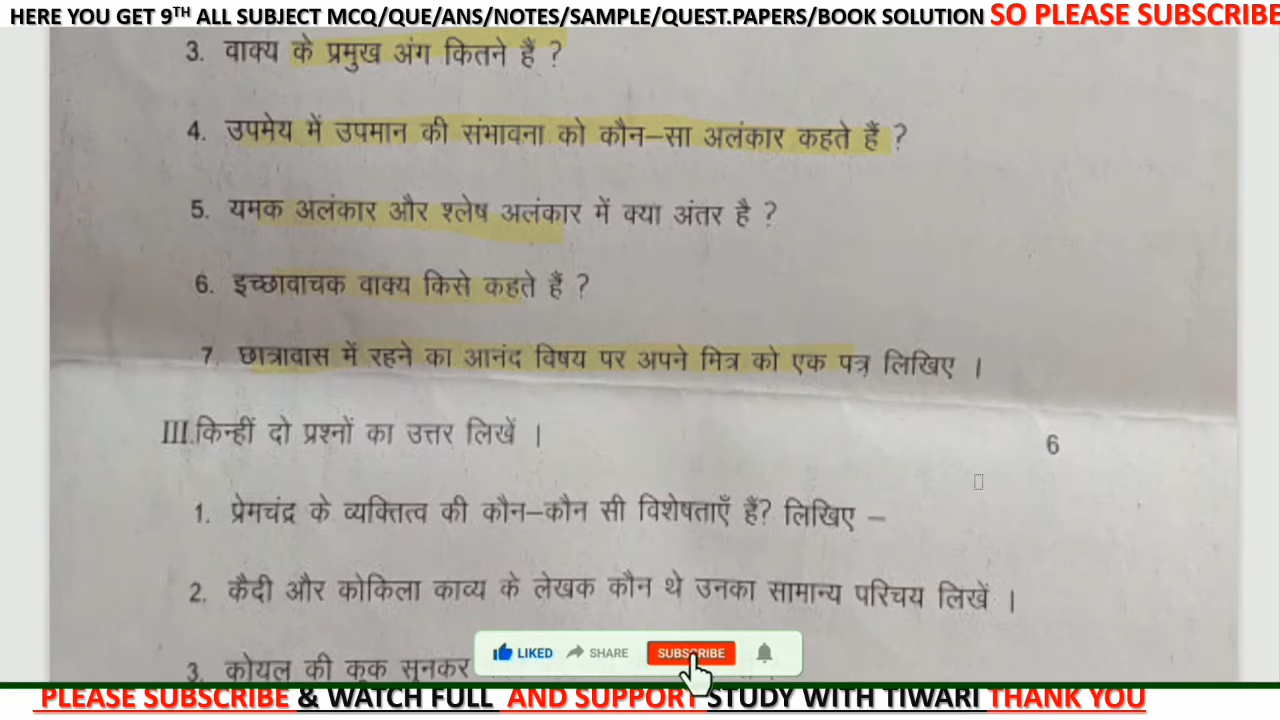 HERE YOU GET 9TH ALL SUBJECT MCQ/QUE/ANS/NOTES/SAMPLE/QUEST.PAPERS/BOOK SOLUTION SO PLEASE SUBSCRIBE
3. वाक्य के प्रमुख अंग कितने हैं ?
4. उपमेय में उपमान की संभावना को कौन–सा अलंकार कहते हैं ?
5. यमक अलंकार और श्लेष अलंकार में क्या अंतर है ?
6. इच्छावाचक वाक्य किसे कहते हैं ?
7 छात्रावास में रहने का आनंद विषय पर अपने मित्र को एक पत्र लिखिए ।
III.किन्हीं दो प्रश्नों का उत्तर लिखें । 6
1. प्रेमचंद्र के व्यक्तित्व की कौन–कौन सी विशेषताएँ हैं? लिखिए –
2. कैदी और कोकिला काव्य के लेखक कौन थे उनका सामान्य परिचय लिखें ।
3. कोयल की कूक सुनकर
LIKED SHARE SUBSCRIBE
PLEASE SUBSCRIBE & WATCH FULL AND SUPPORT STUDY WITH TIWARI THANK YOU